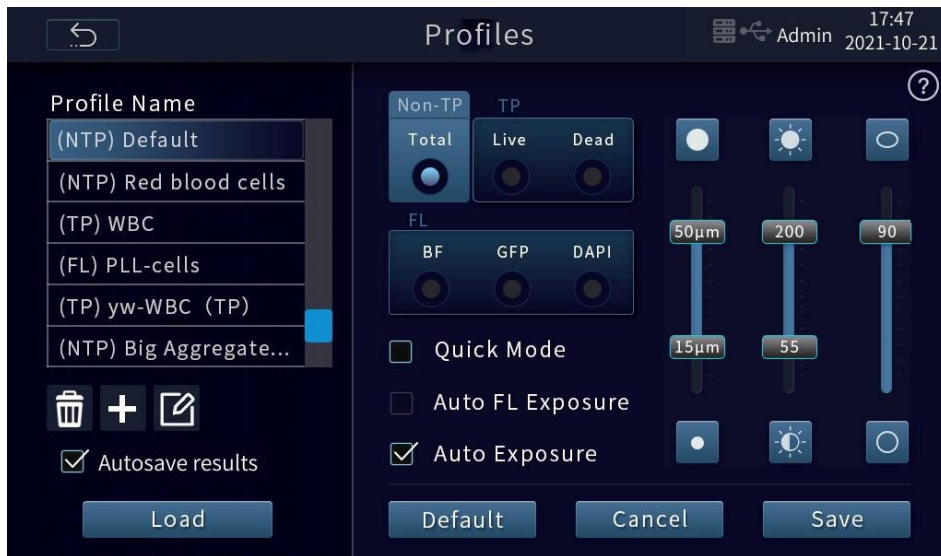 Profiles
Admin
17:47
2021-10-21
?
Profile Name
(NTP) Default
(NTP) Red blood cells
(TP) WBC
(FL) PLL-cells
(TP) yw-WBC（TP）
(NTP) Big Aggregate...
Autosave results
Load
Non-TP TP
Total Live Dead
FL
BF GFP DAPI
Quick Mode
Auto FL Exposure
Auto Exposure
50μm 200 90
15μm 55
Default Cancel Save